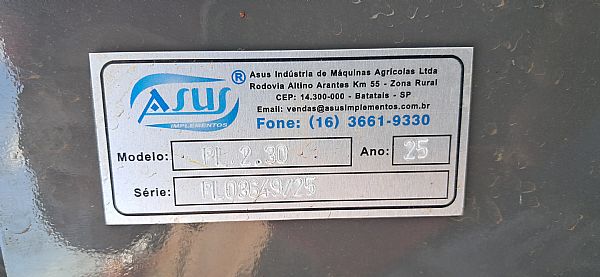 ASUS
IMPLEMENTOS
®
Asus Indústria de Máquinas Agrícolas Ltda
Rodovia Altino Arantes Km 55 - Zona Rural
CEP: 14.300-000 - Batatais - SP
Email: vendas@asusimplementos.com.br
Fone: (16) 3661-9330
Modelo: PL.2.30 Ano: 25
Série: PL03649/25